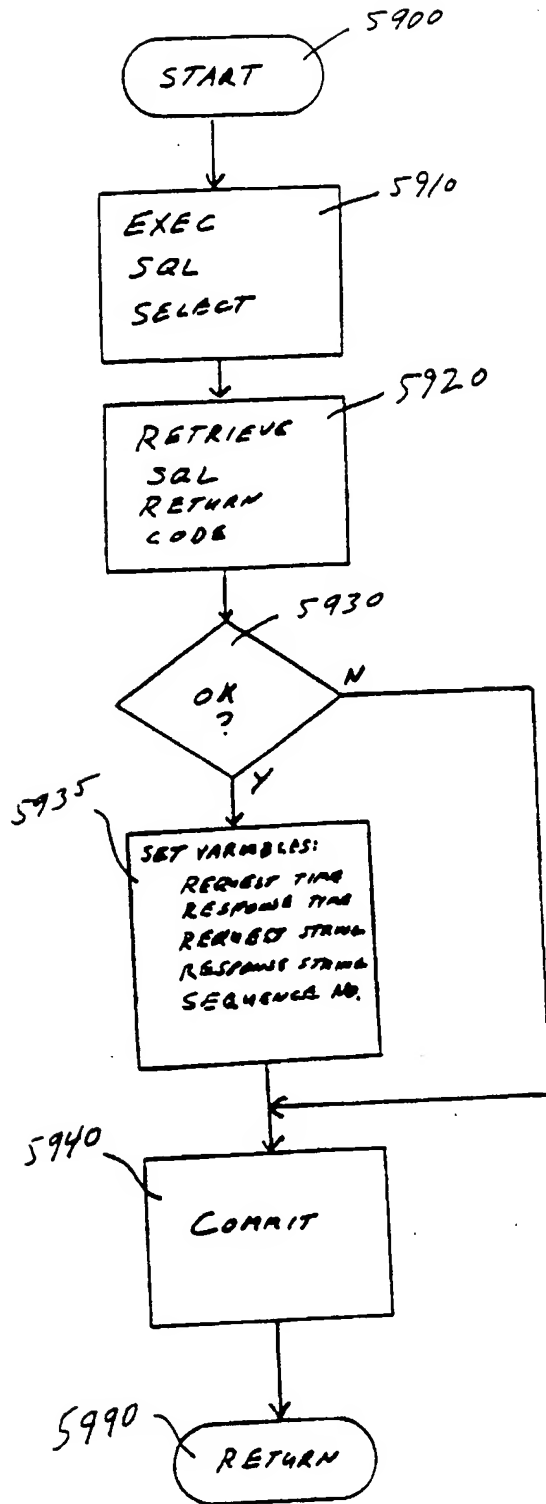 5900
START
5910
EXEC
SQL
SELECT
5920
RETRIEVE
SQL
RETURN
CODE
5930
OK
?
N
Y
5935
SET VARIABLES:
REQUEST TIME
RESPONSE TIME
REQUEST STRING
RESPONSE STRING
SEQUENCE NO.
5940
COMMIT
5990
RETURN